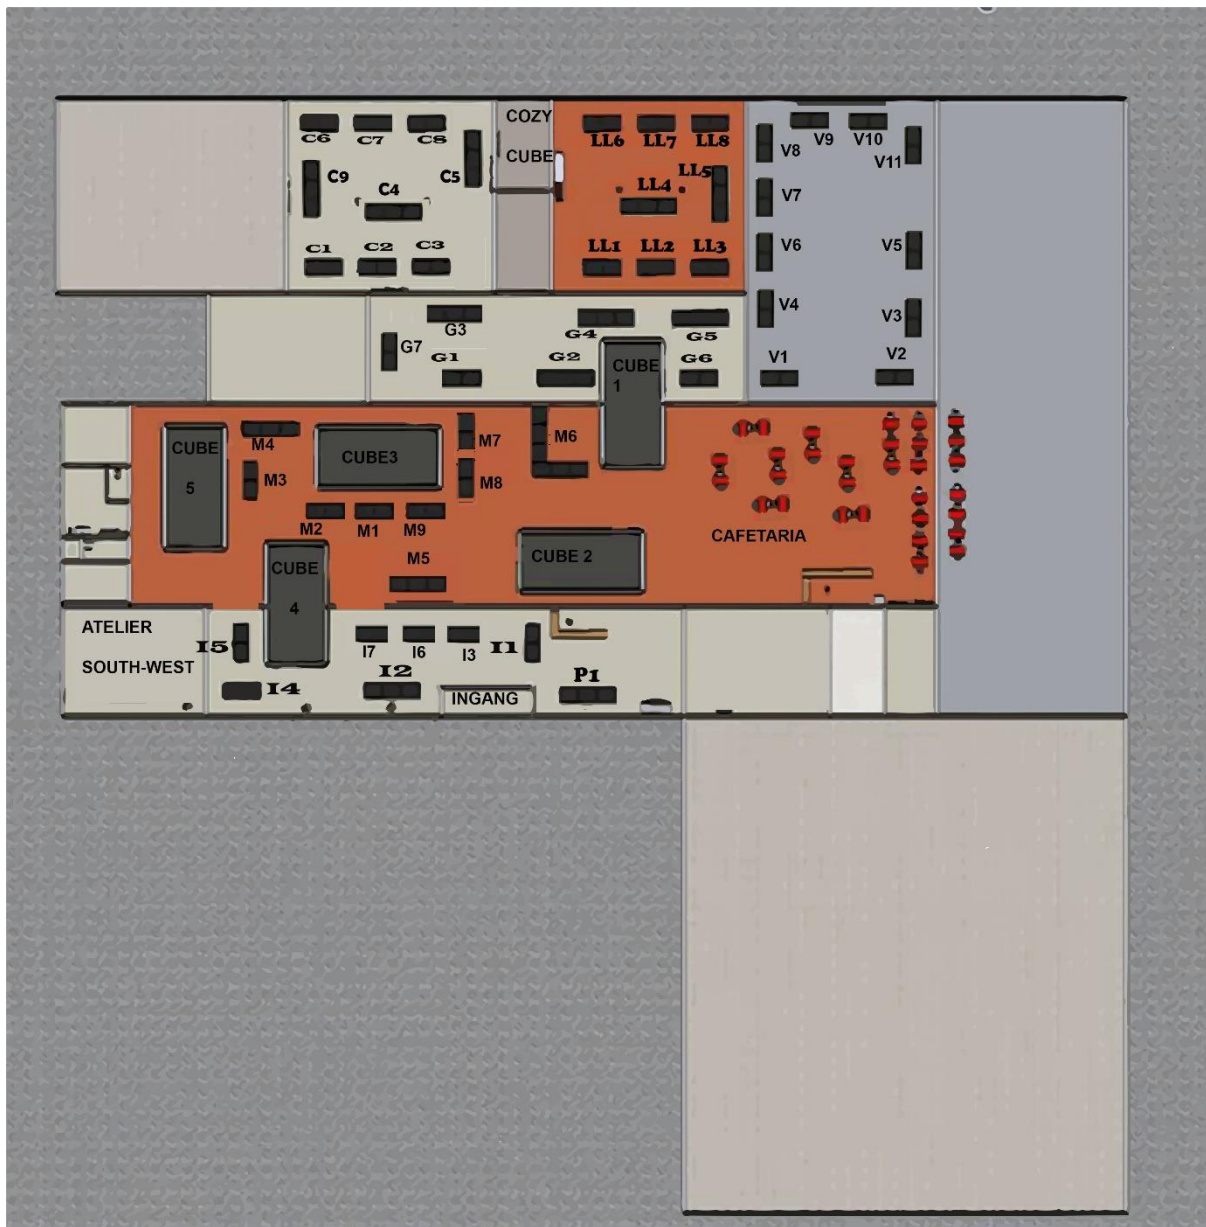 COZY
CUBE
C6
C7
C8
C9
C4
C5
C1
C2
C3
LL6
LL7
LL8
LL5
LL4
LL1
LL2
LL3
V9
V10
V8
V11
V7
V6
V5
V4
V3
V1
V2
G3
G4
G5
G7
G1
G2
G6
CUBE
1
CUBE
5
M4
M3
CUBE3
M7
M8
M6
M2
M1
M9
M5
CUBE 2
CAFETARIA
CUBE
4
ATELIER
SOUTH-WEST
I5
I7
I6
I3
I1
I4
I2
INGANG
P1